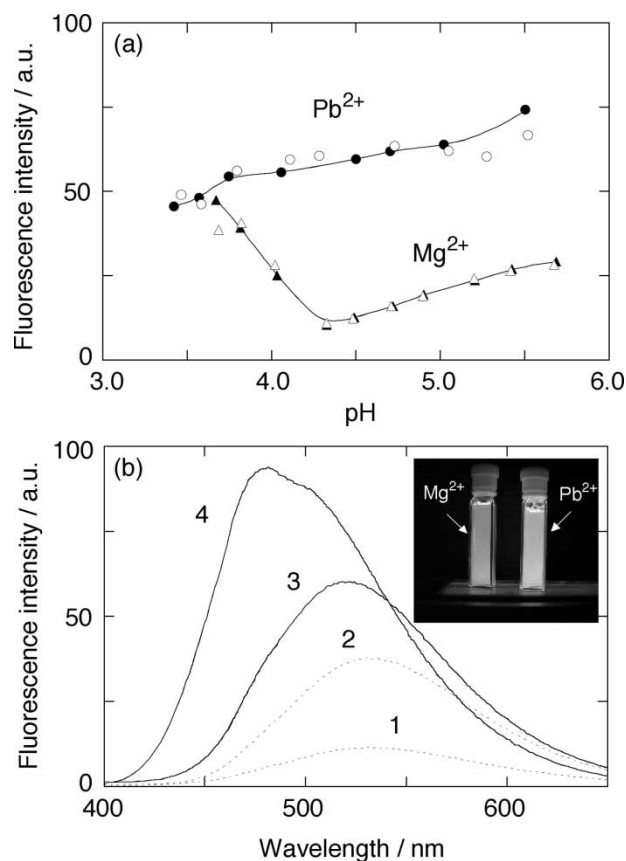 (a)
100
50
0
Fluorescence intensity / a.u.
Pb²⁺
Mg²⁺
3.0 4.0 5.0 6.0
pH
(b)
100
50
0
Fluorescence intensity / a.u.
4
3
2
1
Mg²⁺ Pb²⁺
400 500 600
Wavelength / nm